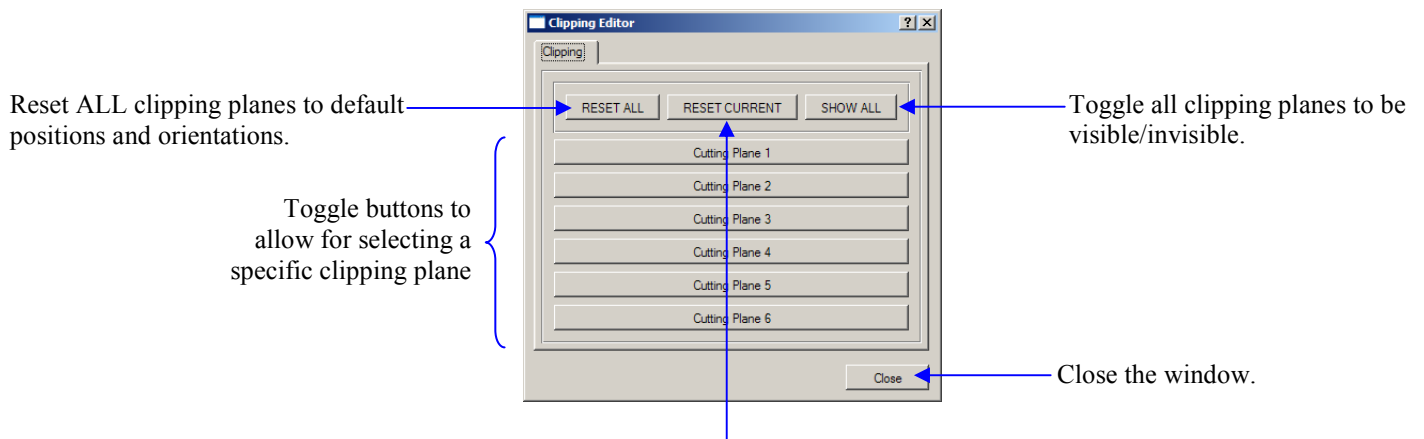 Clipping Editor
Clipping
RESET ALL RESET CURRENT SHOW ALL
Reset ALL clipping planes to default
positions and orientations.
Toggle all clipping planes to be
visible/invisible.
Cutting Plane 1
Cutting Plane 2
Cutting Plane 3
Cutting Plane 4
Cutting Plane 5
Cutting Plane 6
Toggle buttons to
allow for selecting a
specific clipping plane
Close
Close the window.